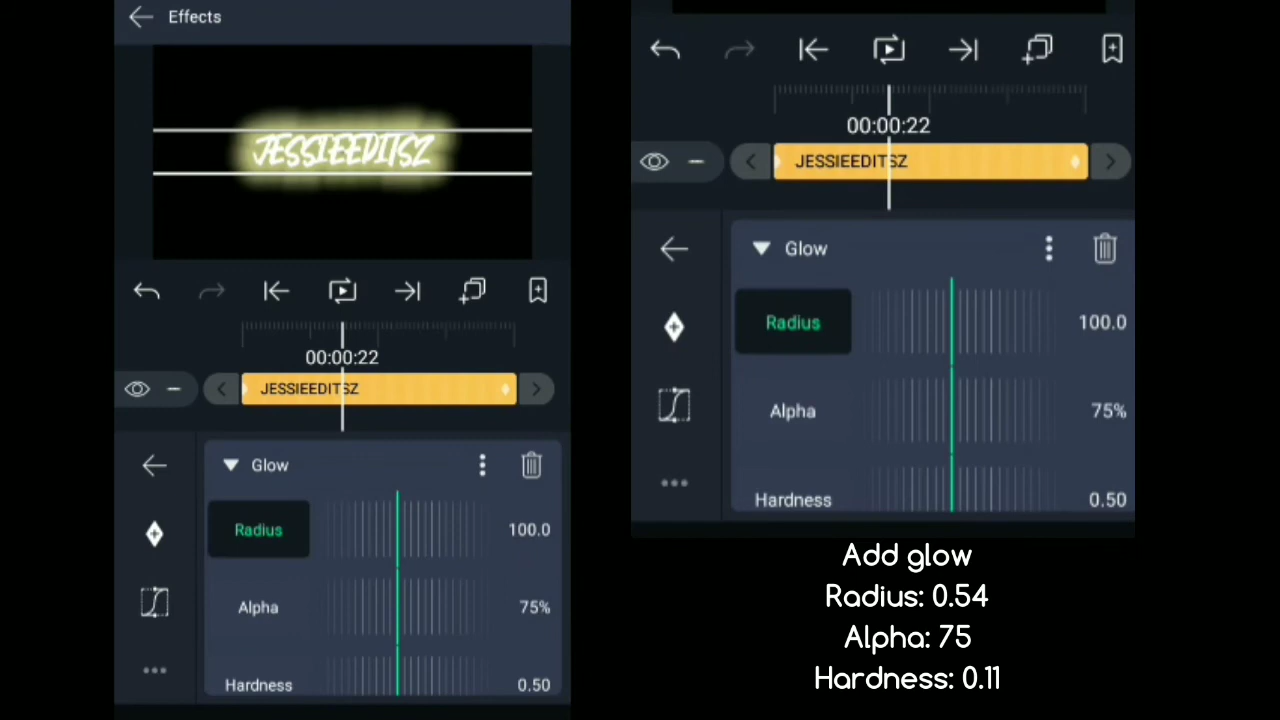 Effects
JESSIEEDITSZ
00:00:22
JESSIEEDITSZ
Glow
Radius 100.0
Alpha 75%
Hardness 0.50
00:00:22
JESSIEEDITSZ
Glow
Radius 100.0
Alpha 75%
Hardness 0.50
Add glow
Radius: 0.54
Alpha: 75
Hardness: 0.11